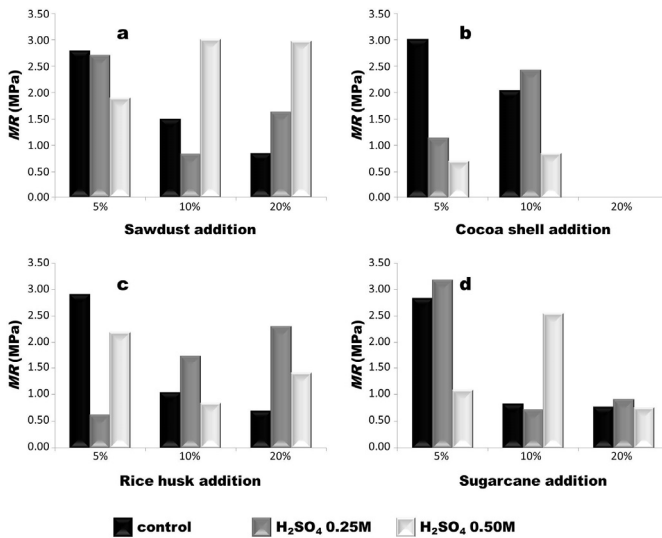 a
3.50
3.00
2.50
2.00
1.50
1.00
0.50
0.00
MR (MPa)
5% 10% 20%
Sawdust addition
b
3.50
3.00
2.50
2.00
1.50
1.00
0.50
0.00
MR (MPa)
5% 10% 20%
Cocoa shell addition
c
3.50
3.00
2.50
2.00
1.50
1.00
0.50
0.00
MR (MPa)
5% 10% 20%
Rice husk addition
d
3.50
3.00
2.50
2.00
1.50
1.00
0.50
0.00
MR (MPa)
5% 10% 20%
Sugarcane addition
control H₂SO₄ 0.25M H₂SO₄ 0.50M